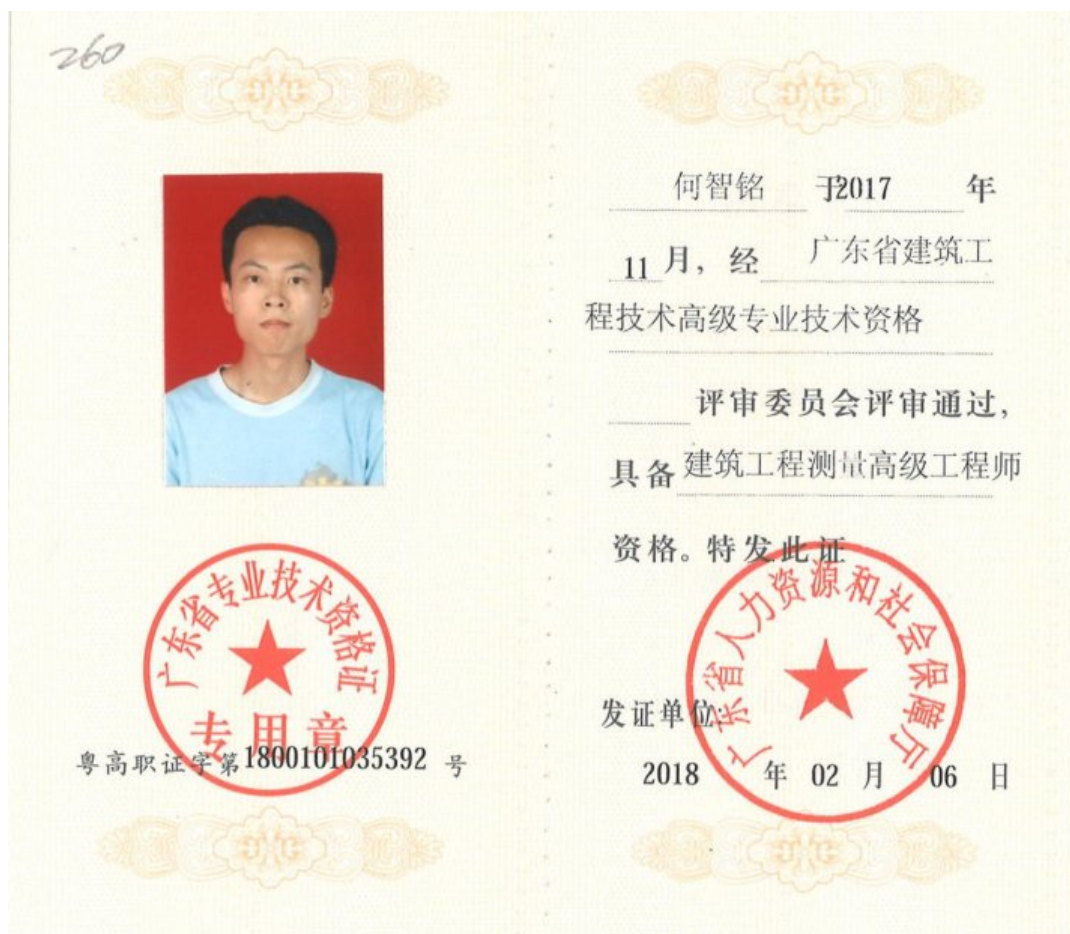 260
广东省专业技术资格证
专用章
粤高职证字第1800101035392 号
何智铭 于2017 年
11 月，经 广东省建筑工
程技术高级专业技术资格
评审委员会评审通过，
具备 建筑工程测量高级工程师
资格。特发此证
广东省人力资源和社会保障厅
发证单位:
2018 年 02 月 06 日